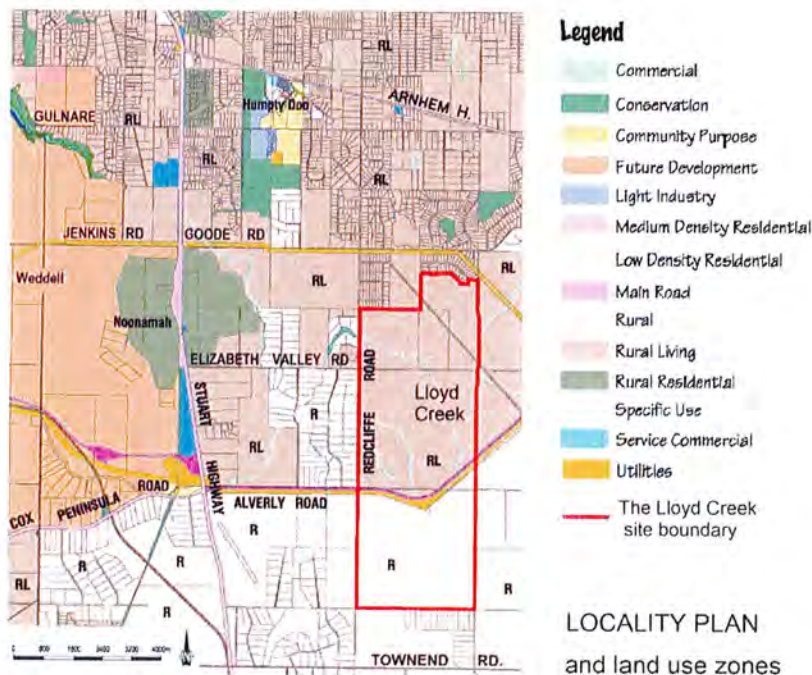 RL
Humpty Doo
ARNHEM H.
GULNARE
RL
RL
RL
JENKINS RD
GOODE RD
RL
Weddell
RL
Noonamah
ELIZABETH VALLEY RD
ROAD
Lloyd
Creek
STUART
HIGHWAY
R
REDCLIFFE
RL
RL
COX PENINSULA ROAD
ALVERLY ROAD
R
R
R
R
RL
R
R
TOWNEND RD.
Legend
Commercial
Conservation
Community Purpose
Future Development
Light Industry
Medium Density Residential
Low Density Residential
Main Road
Rural
Rural Living
Rural Residential
Specific Use
Service Commercial
Utilities
The Lloyd Creek
site boundary
LOCALITY PLAN
and land use zones